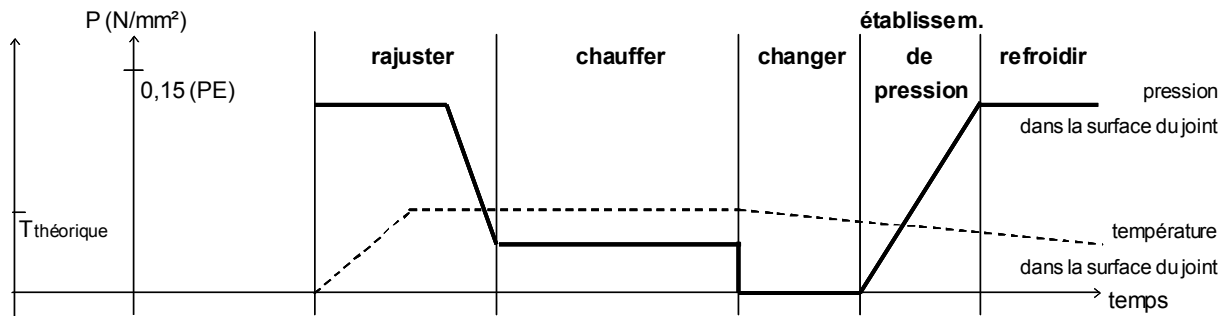 P (N/mm²)
0,15 (PE)
Tthéorique
rajuster
chauffer
changer
établissem.
de
pression
refroidir
pression
dans la surface du joint
température
dans la surface du joint
temps